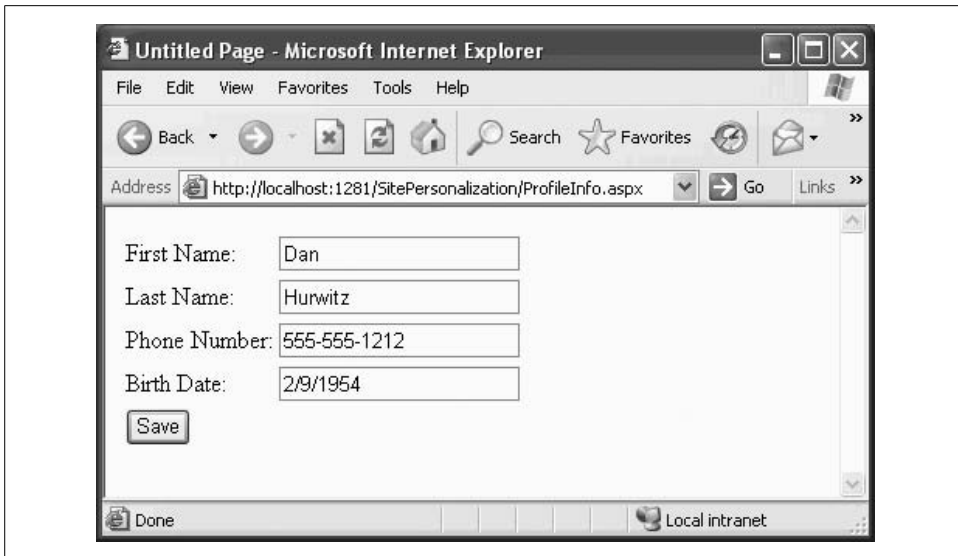 Untitled Page - Microsoft Internet Explorer
File Edit View Favorites Tools Help
Back Search Favorites »
Address http://localhost:1281/SitePersonalization/ProfileInfo.aspx Go Links »
First Name: Dan
Last Name: Hurwitz
Phone Number: 555-555-1212
Birth Date: 2/9/1954
Save
Done Local intranet